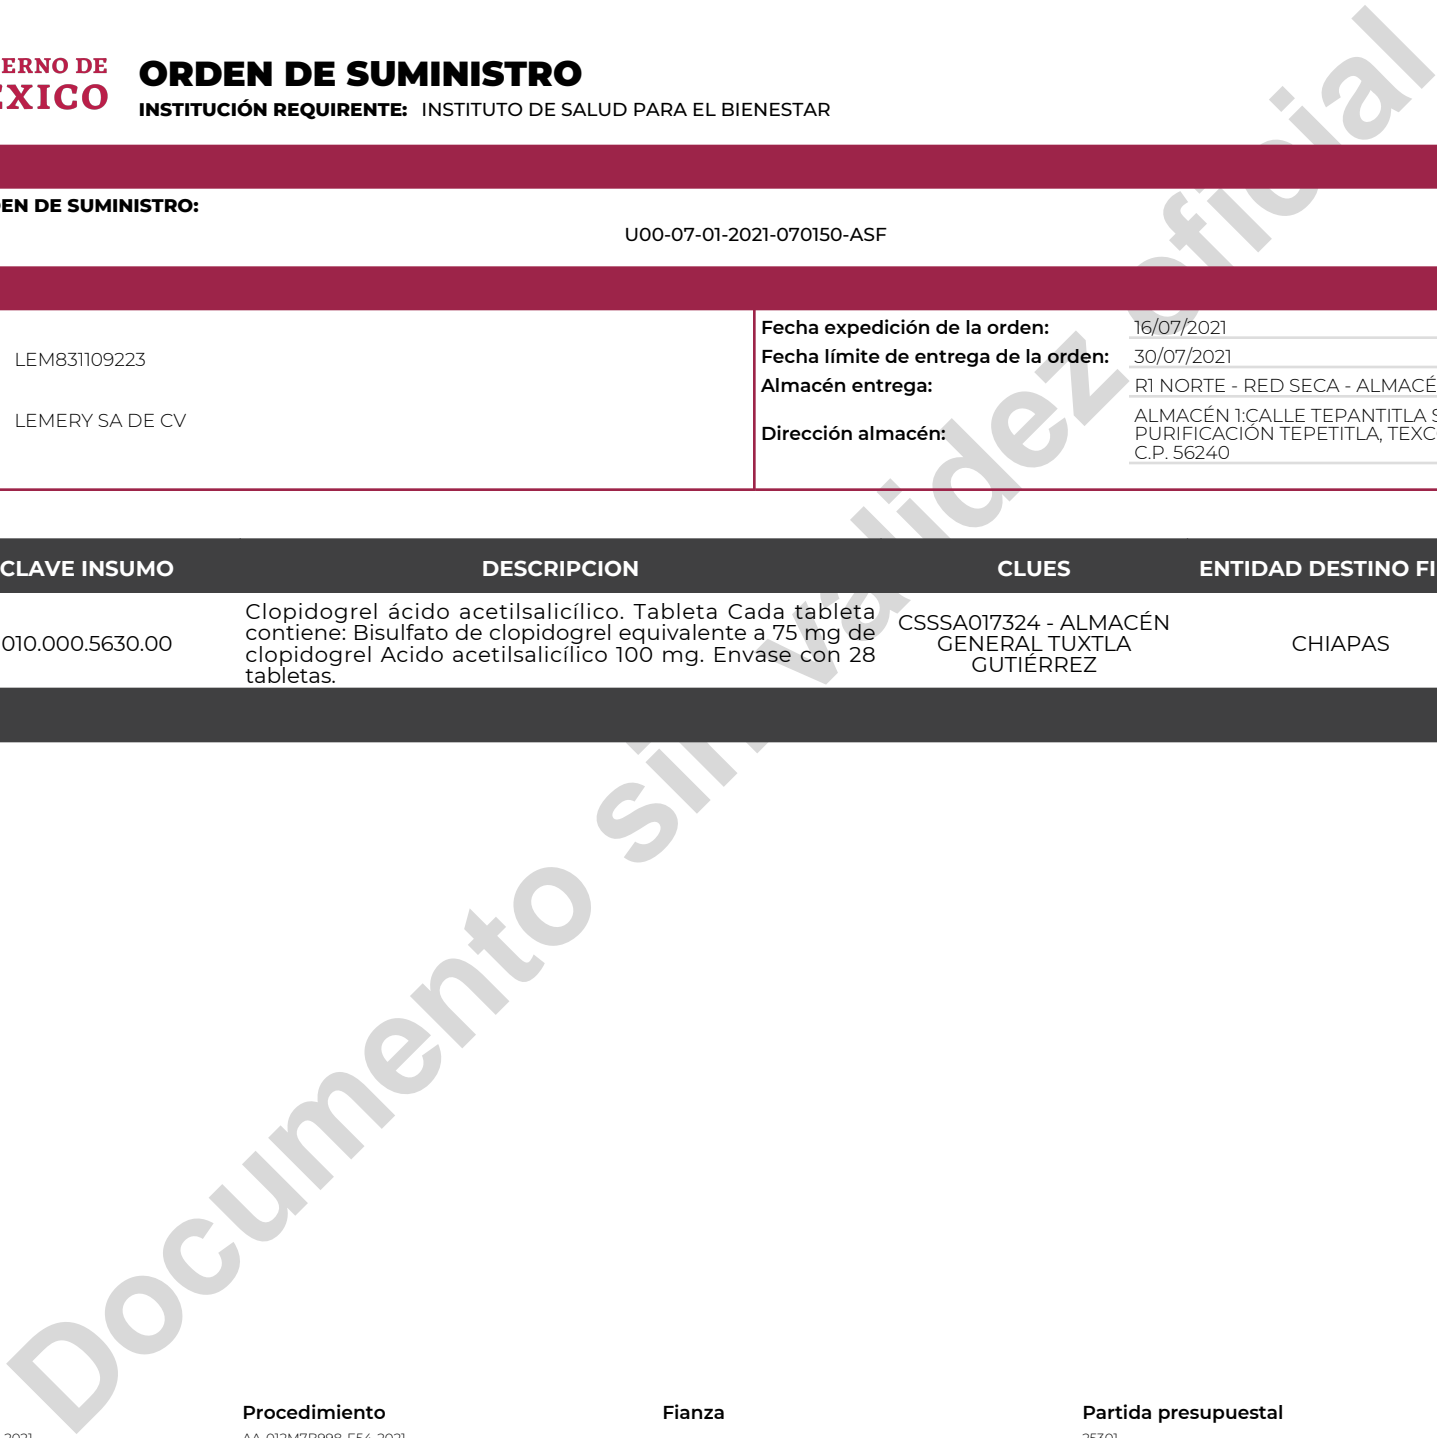 ERNO DE
ORDEN DE SUMINISTRO
EXICO
INSTITUCIÓN REQUIRENTE: INSTITUTO DE SALUD PARA EL BIENESTAR
EN DE SUMINISTRO:
U00-07-01-2021-070150-ASF
LEM831109223
LEMERY SA DE CV
Fecha expedición de la orden: 16/07/2021
Fecha límite de entrega de la orden: 30/07/2021
Almacén entrega: R1 NORTE - RED SECA - ALMACÉ
Dirección almacén:
ALMACÉN 1:CALLE TEPANTITLA S
PURIFICACIÓN TEPETITLA, TEXC
C.P. 56240
CLAVE INSUMO DESCRIPCION CLUES ENTIDAD DESTINO FI
010.000.5630.00
Clopidogrel ácido acetilsalicílico. Tableta Cada tableta
contiene: Bisulfato de clopidogrel equivalente a 75 mg de
clopidogrel Acido acetilsalicílico 100 mg. Envase con 28
tabletas.
CSSSA017324 - ALMACÉN
GENERAL TUXTLA
GUTIÉRREZ
CHIAPAS
Documento sin validez oficial
Procedimiento Fianza Partida presupuestal